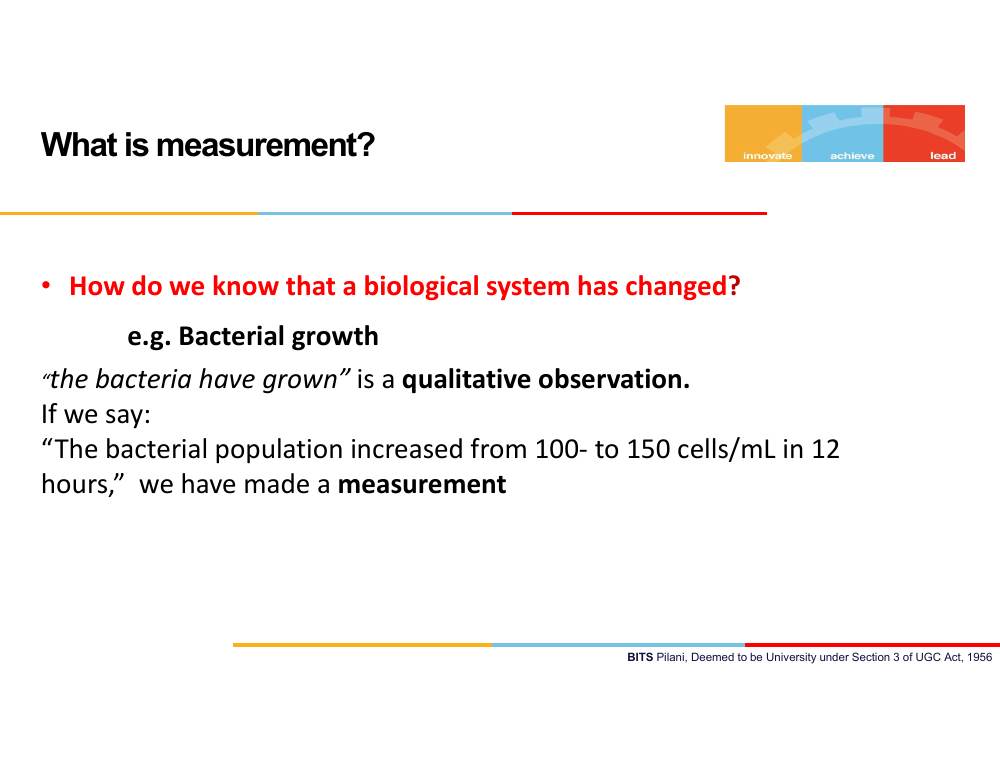 What is measurement?
innovate achieve lead
• How do we know that a biological system has changed?
e.g. Bacterial growth
“the bacteria have grown” is a qualitative observation.
If we say:
“The bacterial population increased from 100- to 150 cells/mL in 12
hours,”  we have made a measurement
BITS Pilani, Deemed to be University under Section 3 of UGC Act, 1956